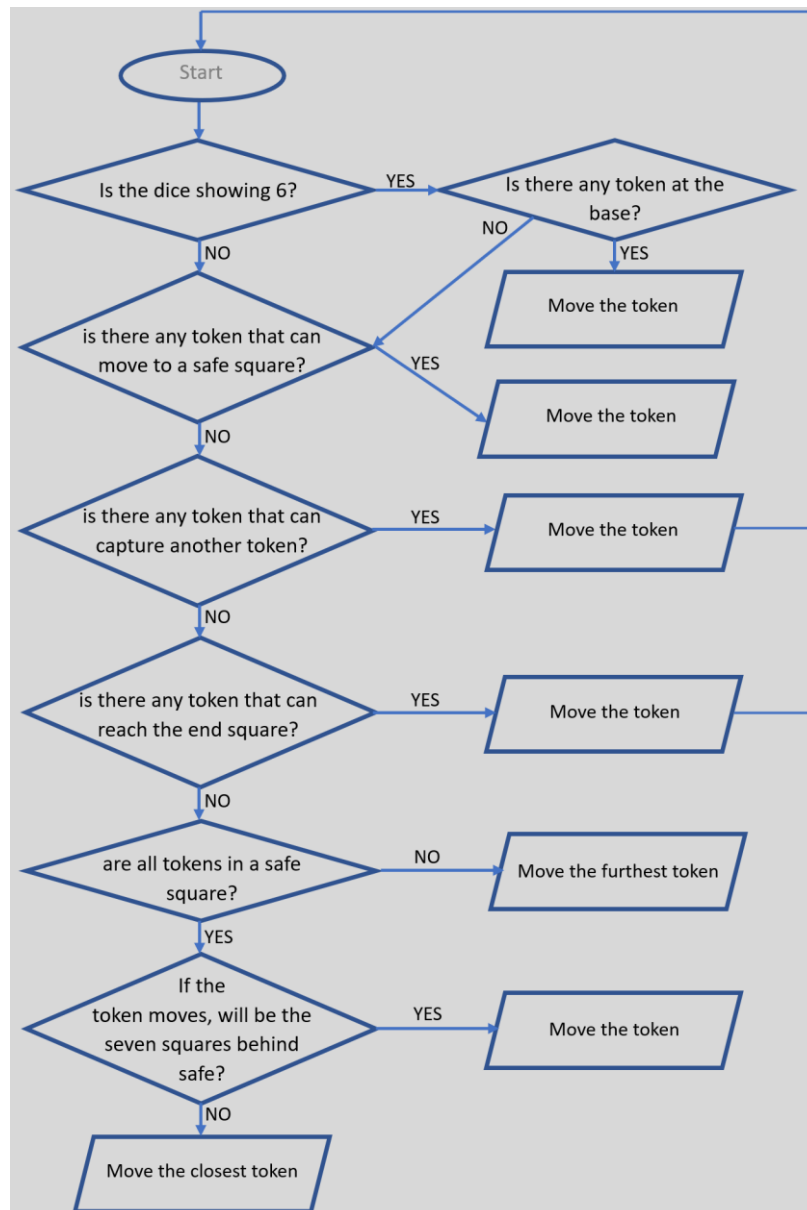 Start
Is the dice showing 6?
YES
Is there any token at the
base?
NO
NO
YES
Move the token
is there any token that can
move to a safe square?
YES
Move the token
NO
is there any token that can
capture another token?
YES
Move the token
NO
is there any token that can
reach the end square?
YES
Move the token
NO
are all tokens in a safe
square?
NO
Move the furthest token
YES
If the
token moves, will be the
seven squares behind
safe?
YES
Move the token
NO
Move the closest token